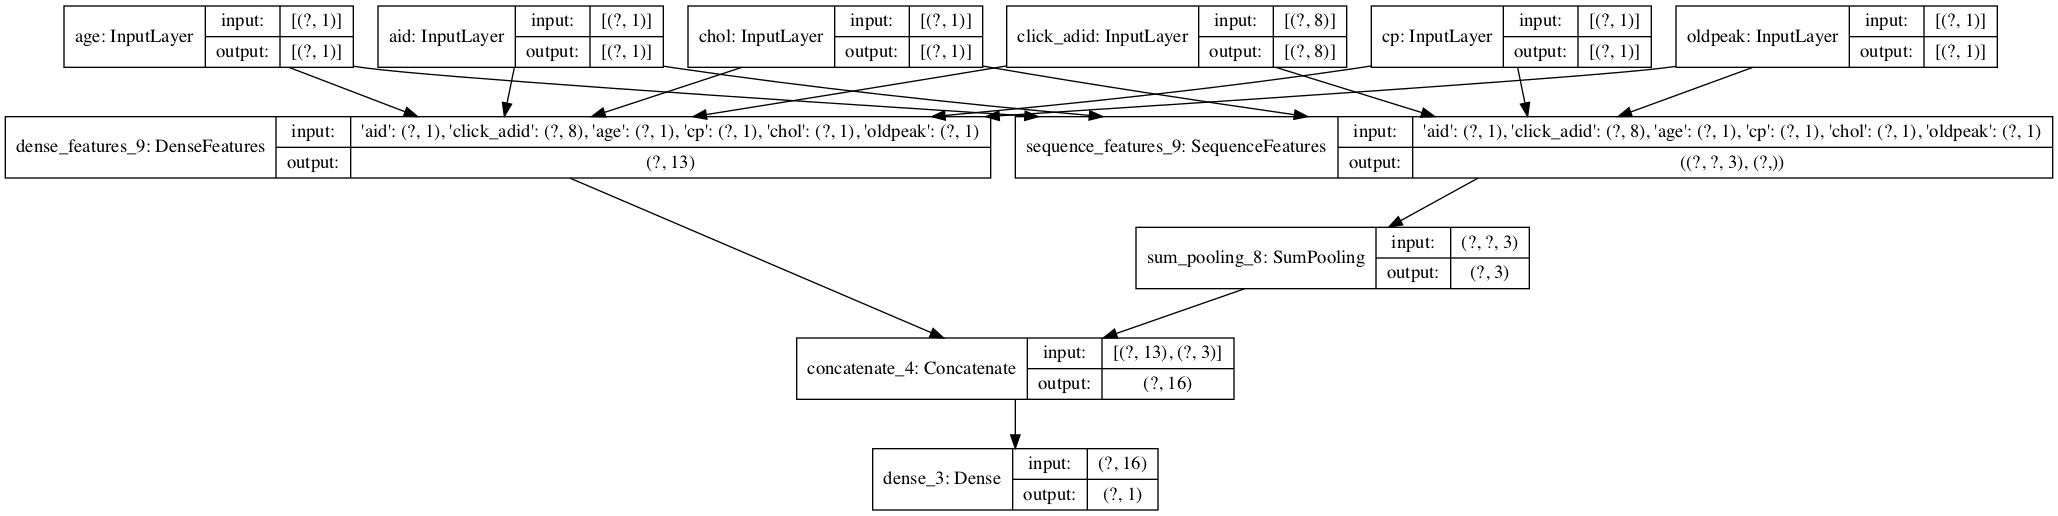 age: InputLayer
input:
[(?, 1)]
output:
[(?, 1)]
aid: InputLayer
input:
[(?, 1)]
output:
[(?, 1)]
chol: InputLayer
input:
[(?, 1)]
output:
[(?, 1)]
click_adid: InputLayer
input:
[(?, 8)]
output:
[(?, 8)]
cp: InputLayer
input:
[(?, 1)]
output:
[(?, 1)]
oldpeak: InputLayer
input:
[(?, 1)]
output:
[(?, 1)]
dense_features_9: DenseFeatures
input:
'aid': (?, 1), 'click_adid': (?, 8), 'age': (?, 1), 'cp': (?, 1), 'chol': (?, 1), 'oldpeak': (?, 1)
output:
(?, 13)
sequence_features_9: SequenceFeatures
input:
'aid': (?, 1), 'click_adid': (?, 8), 'age': (?, 1), 'cp': (?, 1), 'chol': (?, 1), 'oldpeak': (?, 1)
output:
((?, ?, 3), (?,))
sum_pooling_8: SumPooling
input:
(?, ?, 3)
output:
(?, 3)
concatenate_4: Concatenate
input:
[(?, 13), (?, 3)]
output:
(?, 16)
dense_3: Dense
input:
(?, 16)
output:
(?, 1)